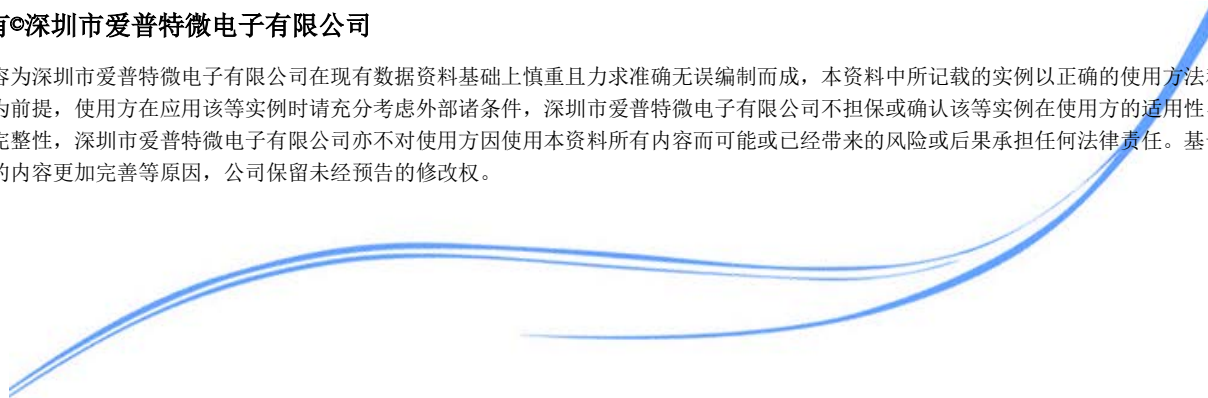 有©深圳市爱普特微电子有限公司
容为深圳市爱普特微电子有限公司在现有数据资料基础上慎重且力求准确无误编制而成，本资料中所记载的实例以正确的使用方法
为前提，使用方在应用该等实例时请充分考虑外部诸条件，深圳市爱普特微电子有限公司不担保或确认该等实例在使用方的适用性
完整性，深圳市爱普特微电子有限公司亦不对使用方因使用本资料所有内容而可能或已经带来的风险或后果承担任何法律责任。基
的内容更加完善等原因，公司保留未经预告的修改权。